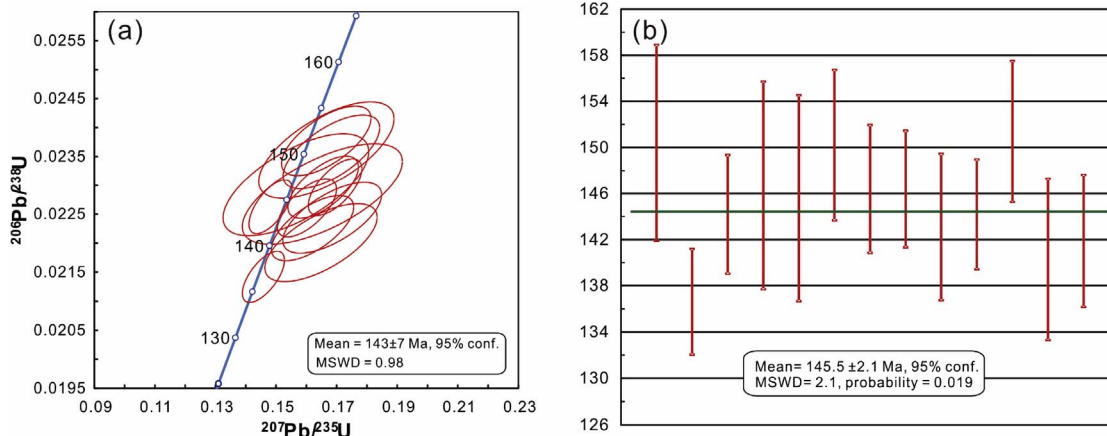 (a)
0.0255
0.0245
0.0235
0.0225
0.0215
0.0205
0.0195
206Pb/238U
160
150
140
130
Mean = 143±7 Ma, 95% conf.
MSWD = 0.98
0.09 0.11 0.13 0.15 0.17 0.19 0.21 0.23
207Pb/235U
(b)
162
158
154
150
146
142
138
134
130
126
Mean= 145.5 ±2.1 Ma, 95% conf.
MSWD= 2.1, probability = 0.019